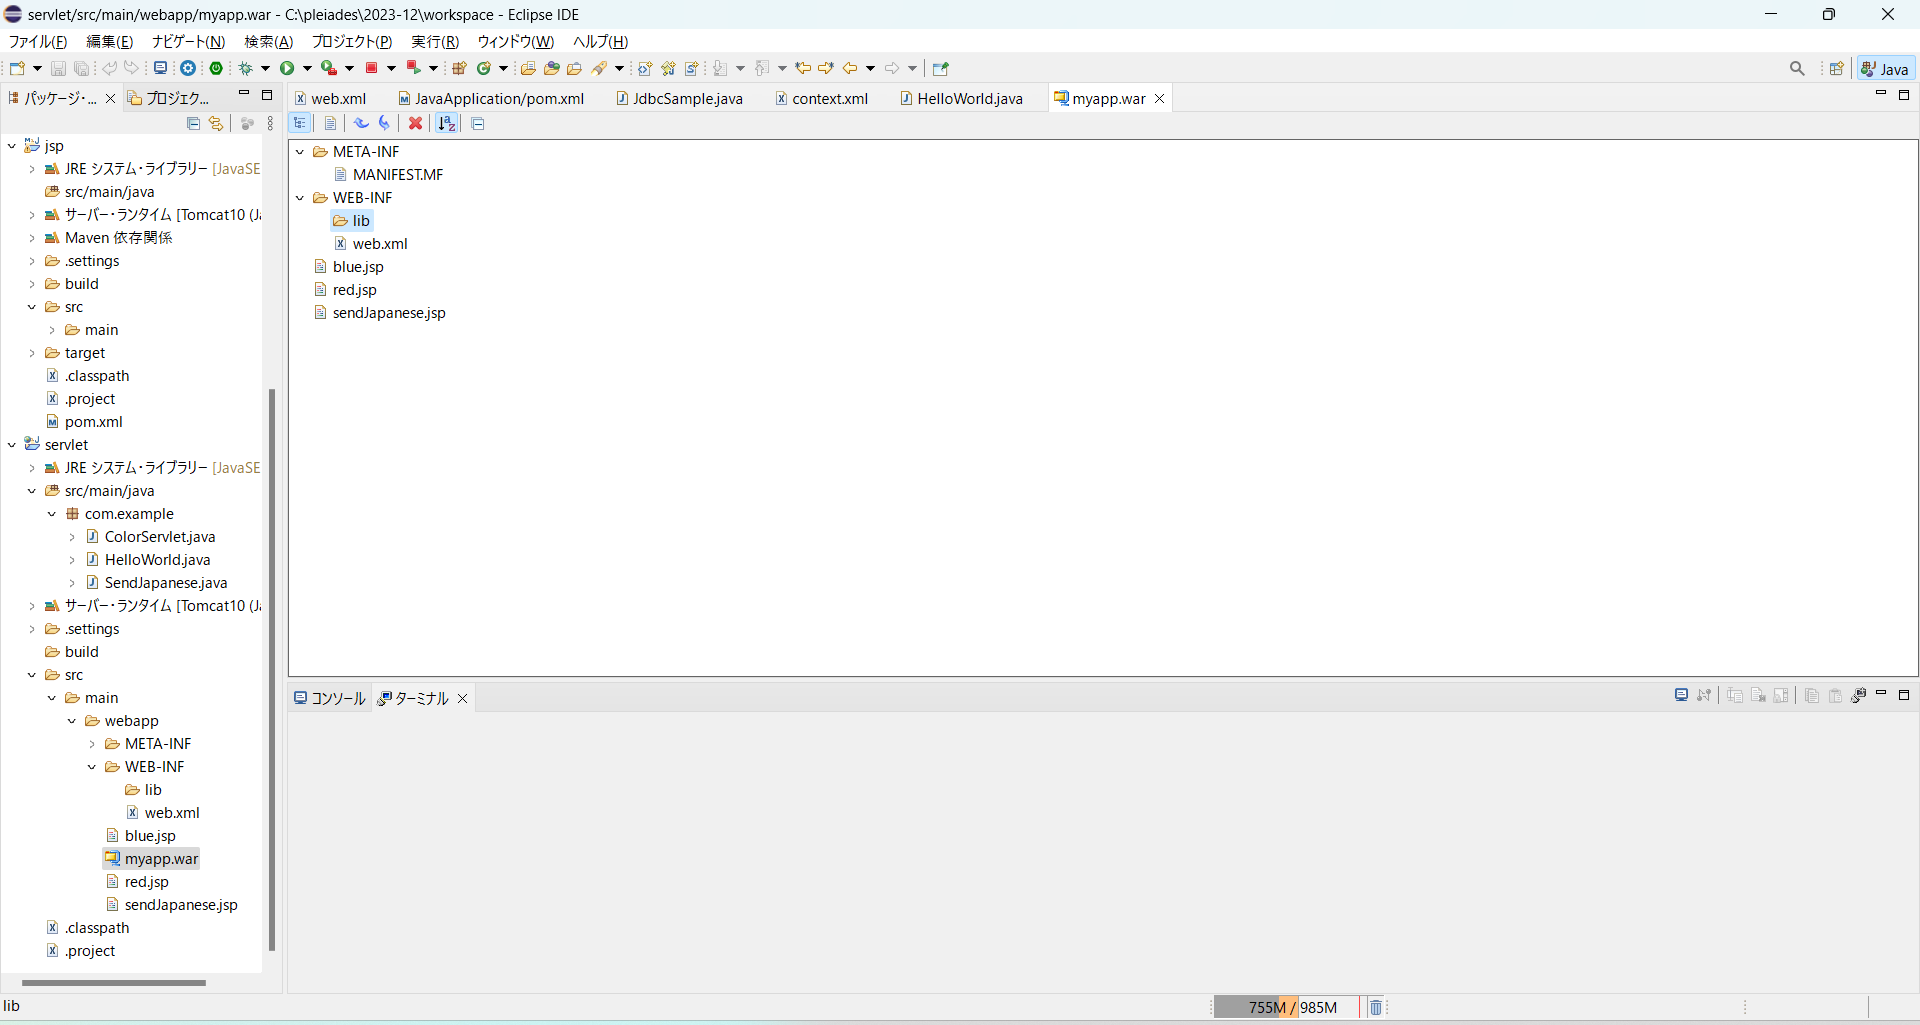 servlet/src/main/webapp/myapp.war - C:\pleiades\2023-12\workspace - Eclipse IDE
ファイル(F) 編集(E) ナビゲート(N) 検索(A) プロジェクト(P) 実行(R) ウィンドウ(W) ヘルプ(H)
Java
パッケージ・... プロジェク...
web.xml JavaApplication/pom.xml JdbcSample.java context.xml HelloWorld.java myapp.war
jsp
JRE システム・ライブラリー [JavaSE
src/main/java
サーバー・ランタイム [Tomcat10 (Ja
Maven 依存関係
.settings
build
src
main
target
.classpath
.project
pom.xml
servlet
JRE システム・ライブラリー [JavaSE
src/main/java
com.example
ColorServlet.java
HelloWorld.java
SendJapanese.java
サーバー・ランタイム [Tomcat10 (Ja
.settings
build
src
main
webapp
META-INF
WEB-INF
lib
web.xml
blue.jsp
myapp.war
red.jsp
sendJapanese.jsp
.classpath
.project
META-INF
MANIFEST.MF
WEB-INF
lib
web.xml
blue.jsp
red.jsp
sendJapanese.jsp
コンソール ターミナル
lib
755M / 985M